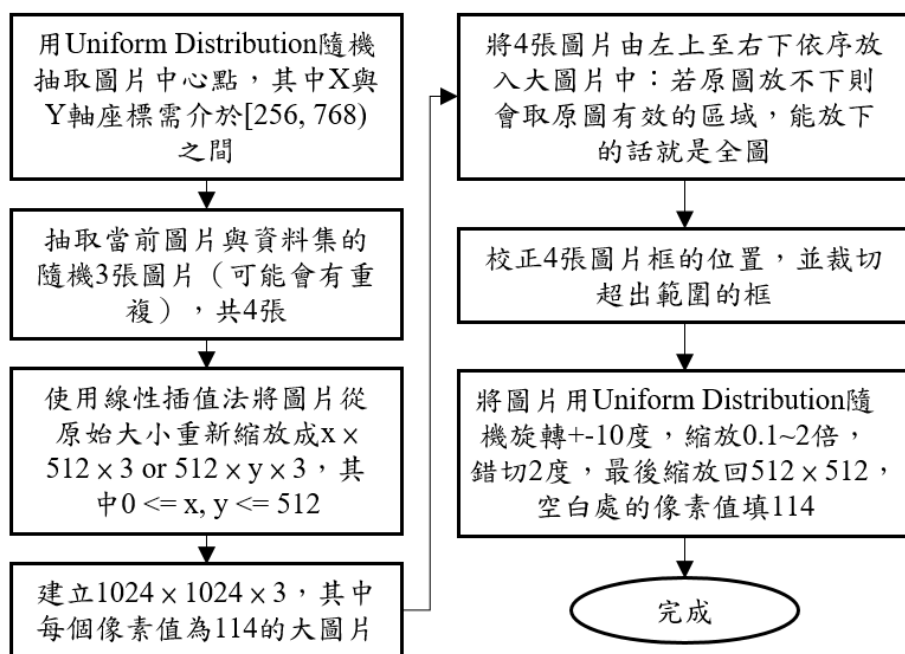 用Uniform Distribution隨機
抽取圖片中心點，其中X與
Y軸座標需介於[256, 768)
之間
抽取當前圖片與資料集的
隨機3張圖片（可能會有重
複），共4張
使用線性插值法將圖片從
原始大小重新縮放成x ×
512 × 3 or 512 × y × 3，其
中0 <= x, y <= 512
建立1024 × 1024 × 3，其中
每個像素值為114的大圖片
將4張圖片由左上至右下依序放
入大圖片中：若原圖放不下則
會取原圖有效的區域，能放下
的話就是全圖
校正4張圖片框的位置，並裁切
超出範圍的框
將圖片用Uniform Distribution隨
機旋轉+-10度，縮放0.1~2倍，
錯切2度，最後縮放回512 × 512，
空白處的像素值填114
完成